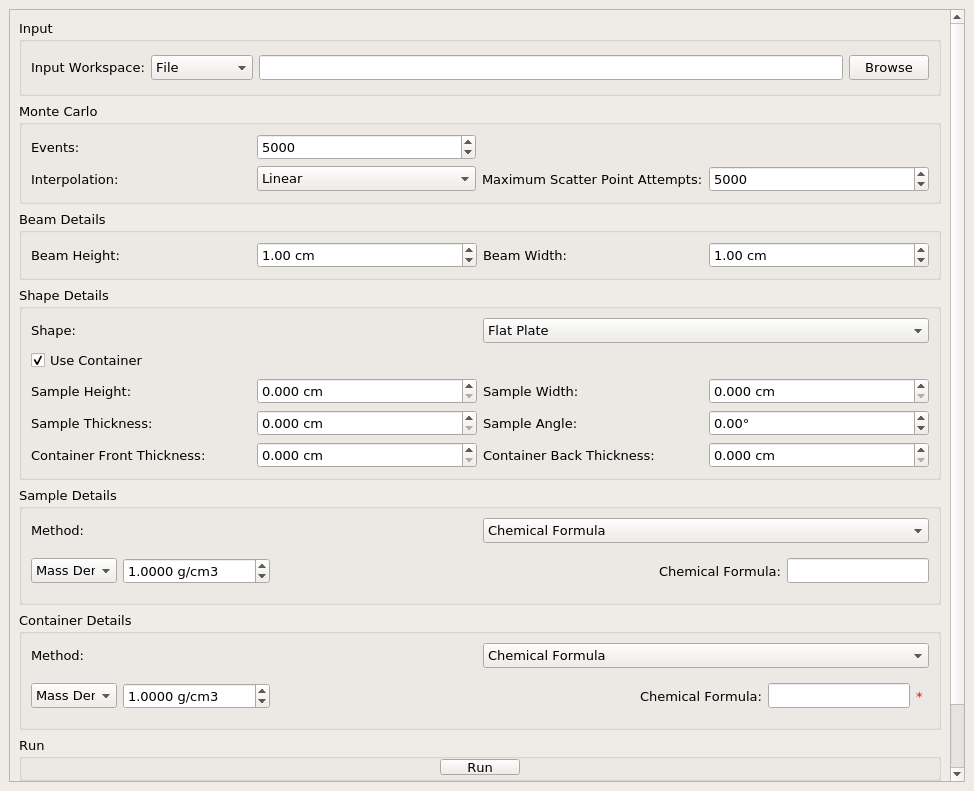 Input
Input Workspace: File Browse
Monte Carlo
Events: 5000
Interpolation: Linear Maximum Scatter Point Attempts: 5000
Beam Details
Beam Height: 1.00 cm Beam Width: 1.00 cm
Shape Details
Shape: Flat Plate
Use Container
Sample Height: 0.000 cm Sample Width: 0.000 cm
Sample Thickness: 0.000 cm Sample Angle: 0.00°
Container Front Thickness: 0.000 cm Container Back Thickness: 0.000 cm
Sample Details
Method: Chemical Formula
Mass Der 1.0000 g/cm3 Chemical Formula:
Container Details
Method: Chemical Formula
Mass Der 1.0000 g/cm3 Chemical Formula: *
Run
Run